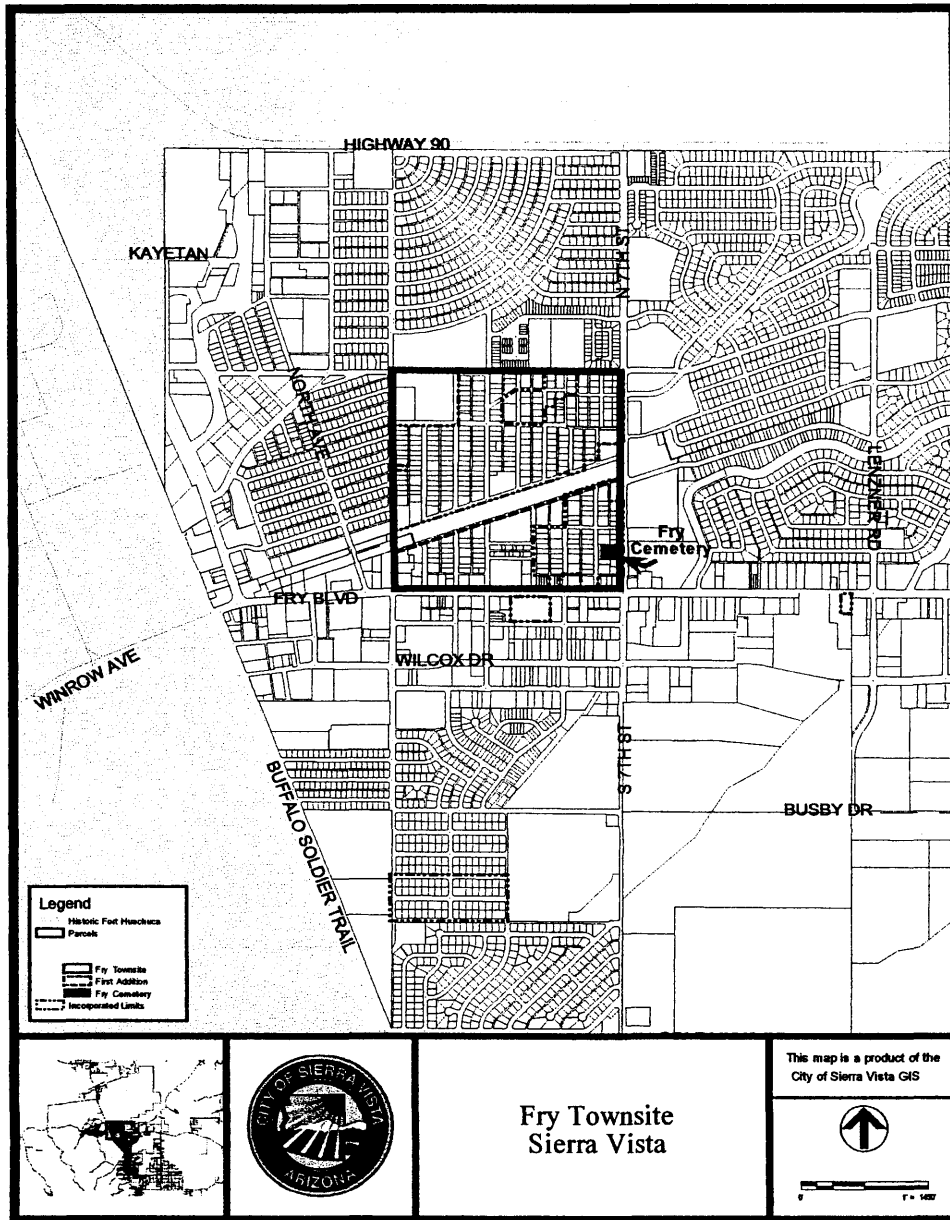 HIGHWAY 90
KAYETAN
N 7TH ST
NORTH AVE
LENZNER RD
Fry
Cemetery
FRY BLVD
WILCOX DR
WINROW AVE
S 7TH ST
BUFFALO SOLDIER TRAIL
BUSBY DR
Legend
Historic Fort Huachuca
Parcels
Fry Townsite
First Addition
Fry Cemetery
Incorporated Limits
CITY OF SIERRA VISTA
ARIZONA
Fry Townsite
Sierra Vista
This map is a product of the
City of Sierra Vista GIS
0